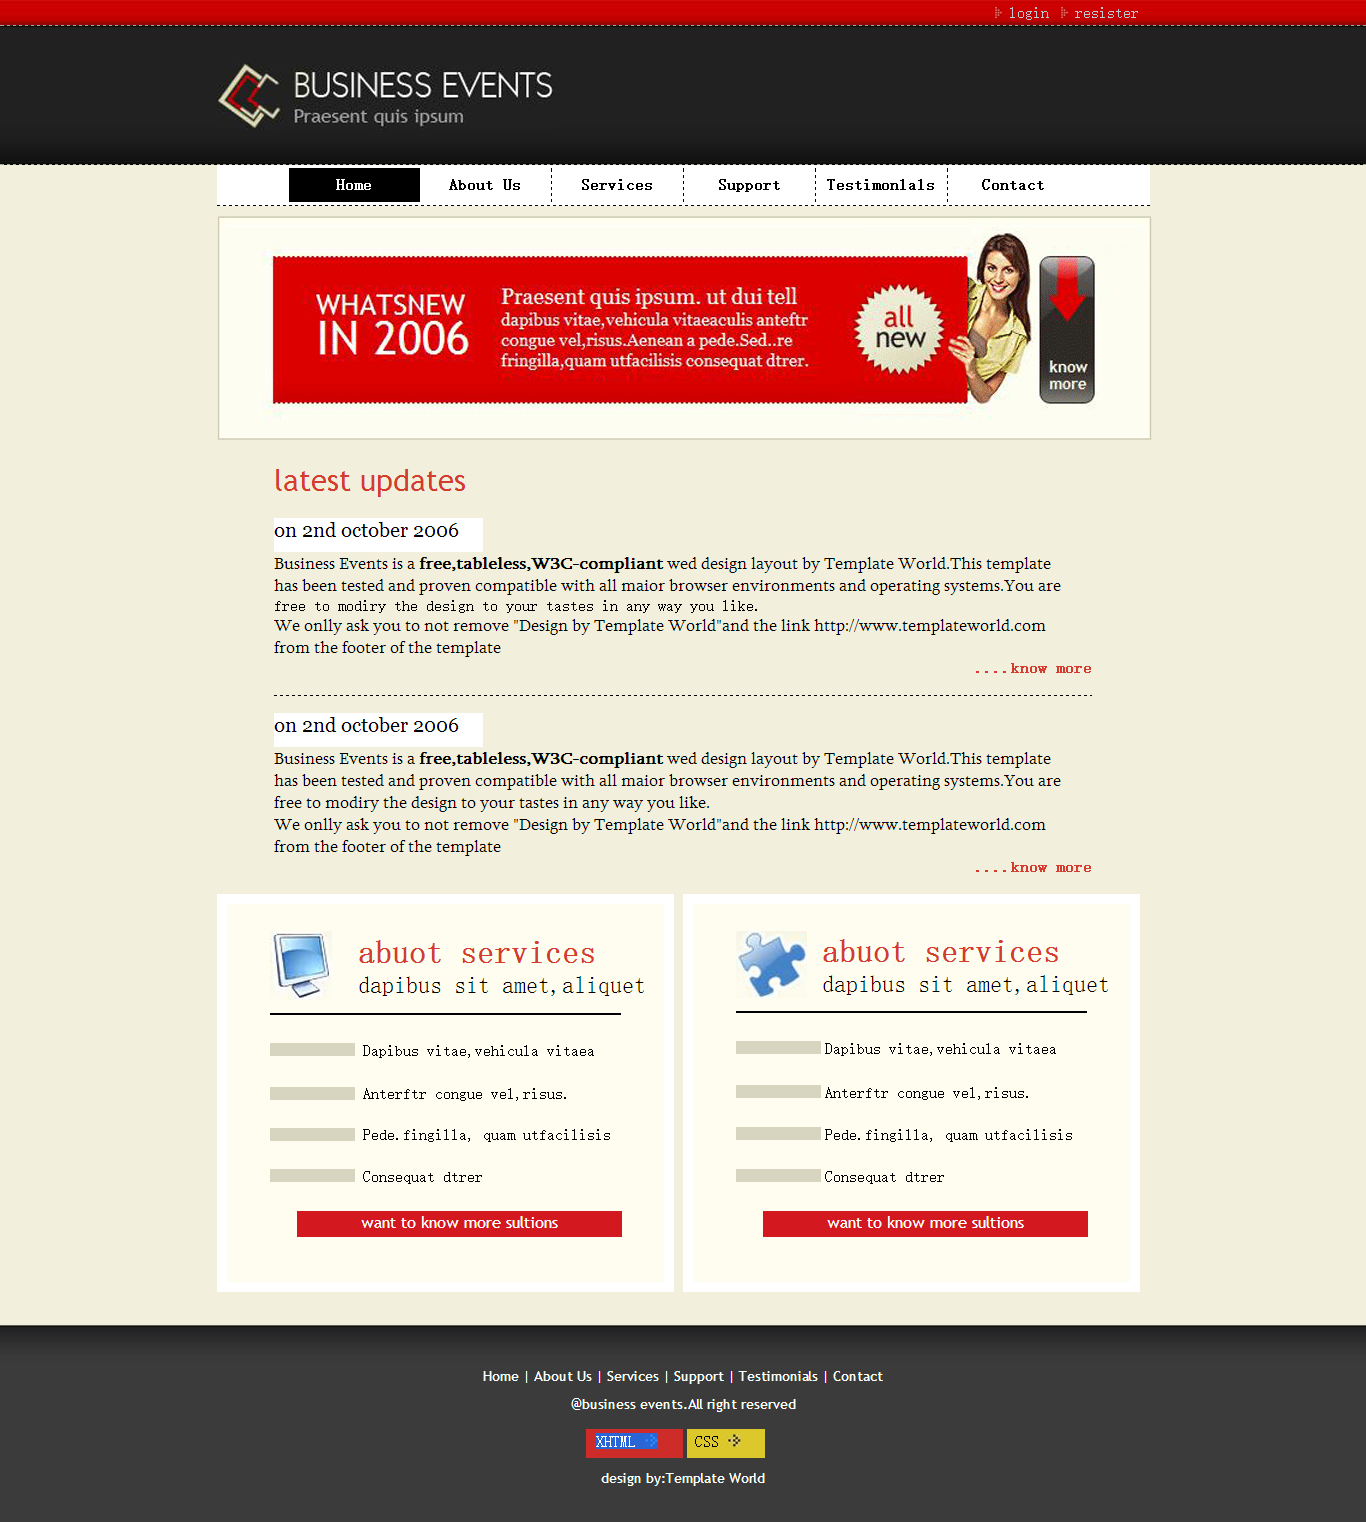 login resister
BUSINESS EVENTS
Praesent quis ipsum
Home About Us Services Support Testimonlals Contact
WHATSNEW
IN 2006
Praesent quis ipsum. ut dui tell
dapibus vitae,vehicula vitaeaculis anteftr
congue vel,risus.Aenean a pede.Sed..re
fringilla,quam utfacilisis consequat dtrer.
all
new
know
more
latest updates
on 2nd october 2006
Business Events is a free,tableless,W3C-compliant wed design layout by Template World.This template
has been tested and proven compatible with all maior browser environments and operating systems.You are
free to modiry the design to your tastes in any way you like.
We onlly ask you to not remove "Design by Template World"and the link http://www.templateworld.com
from the footer of the template
....know more
on 2nd october 2006
Business Events is a free,tableless,W3C-compliant wed design layout by Template World.This template
has been tested and proven compatible with all maior browser environments and operating systems.You are
free to modiry the design to your tastes in any way you like.
We onlly ask you to not remove "Design by Template World"and the link http://www.templateworld.com
from the footer of the template
....know more
abuot services
dapibus sit amet,aliquet
Dapibus vitae,vehicula vitaea
Anterftr congue vel,risus.
Pede.fingilla, quam utfacilisis
Consequat dtrer
want to know more sultions
abuot services
dapibus sit amet,aliquet
Dapibus vitae,vehicula vitaea
Anterftr congue vel,risus.
Pede.fingilla, quam utfacilisis
Consequat dtrer
want to know more sultions
Home | About Us | Services | Support | Testimonials | Contact
@business events.All right reserved
XHTML CSS
design by:Template World